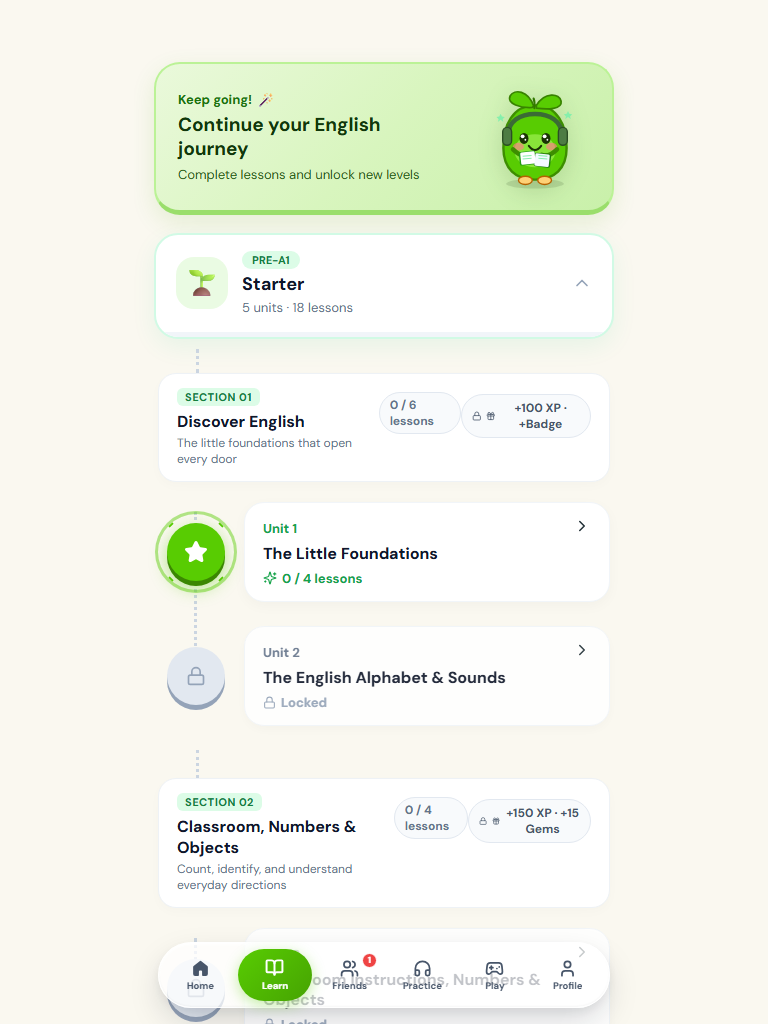 Keep going!
Continue your English
journey
Complete lessons and unlock new levels
PRE-A1
Starter
5 units · 18 lessons
SECTION 01
Discover English
The little foundations that open
every door
0 / 6
lessons
+100 XP ·
+Badge
Unit 1
The Little Foundations
0 / 4 lessons
Unit 2
The English Alphabet & Sounds
Locked
SECTION 02
Classroom, Numbers &
Objects
Count, identify, and understand
everyday directions
0 / 4
lessons
+150 XP · +15
Gems
Instructions, Numbers &
Objects
Locked
Home
Learn
Friends
1
Practice
Play
Profile